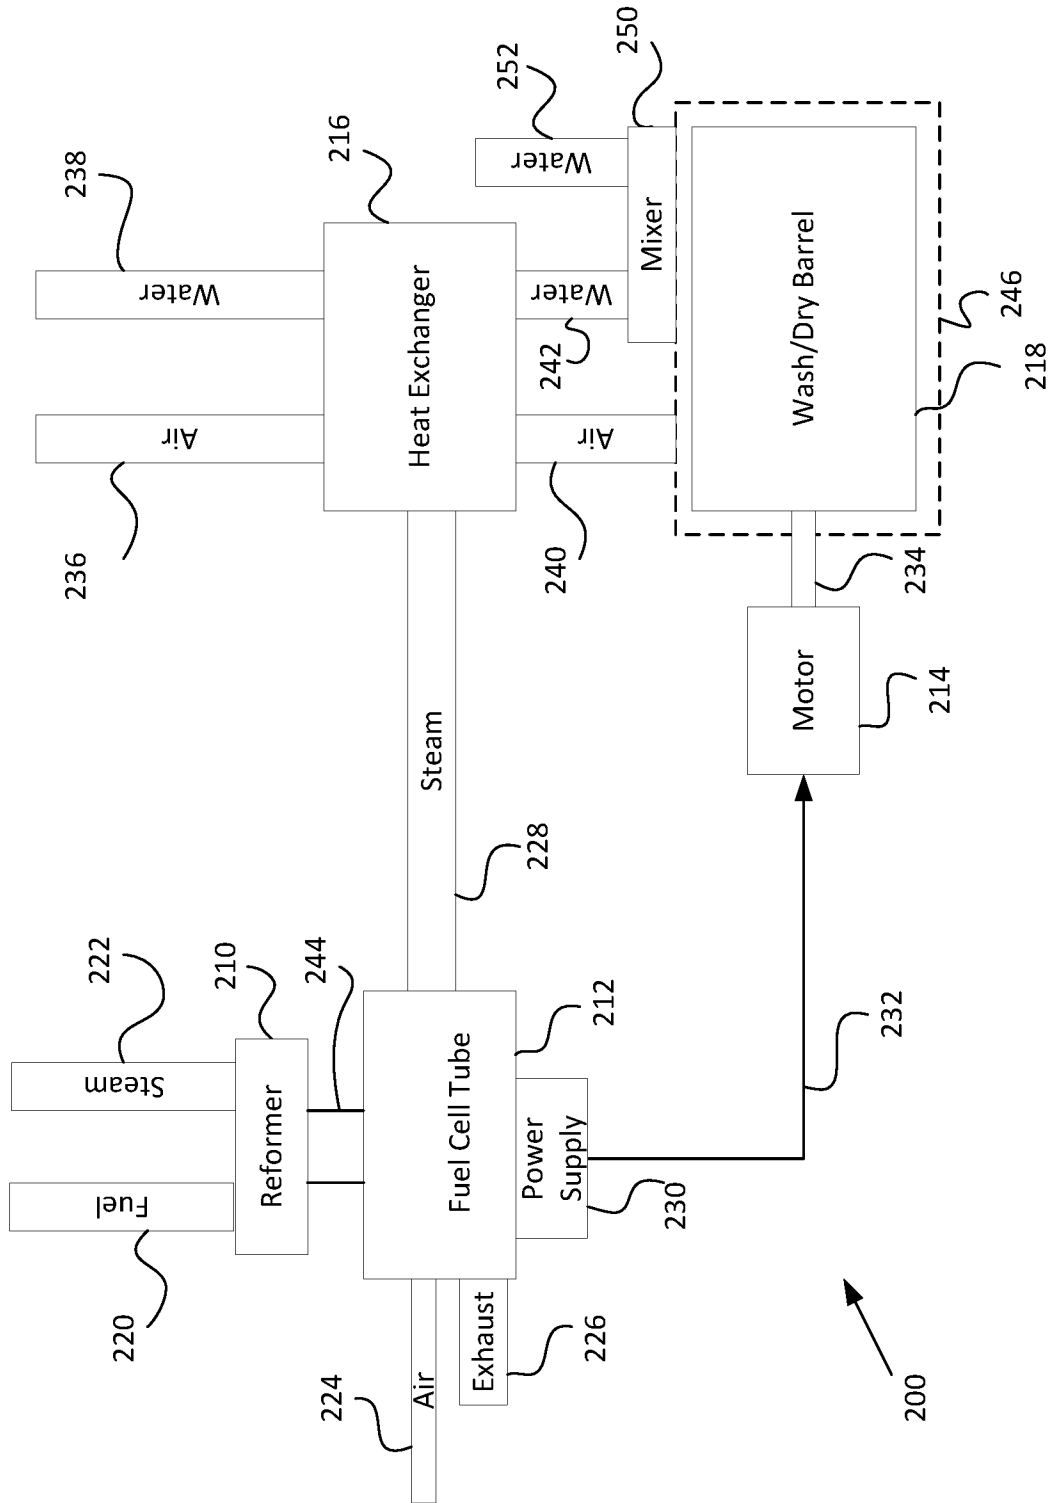 220
Fuel
222
Steam
Reformer
210
244
224
Air
Exhaust
226
Fuel Cell Tube
212
Power
Supply
230
228
Steam
232
236
Air
238
Water
Heat Exchanger
216
240
Air
242
Water
252
Water
Mixer
250
Motor
214
234
Wash/Dry Barrel
218
246
200